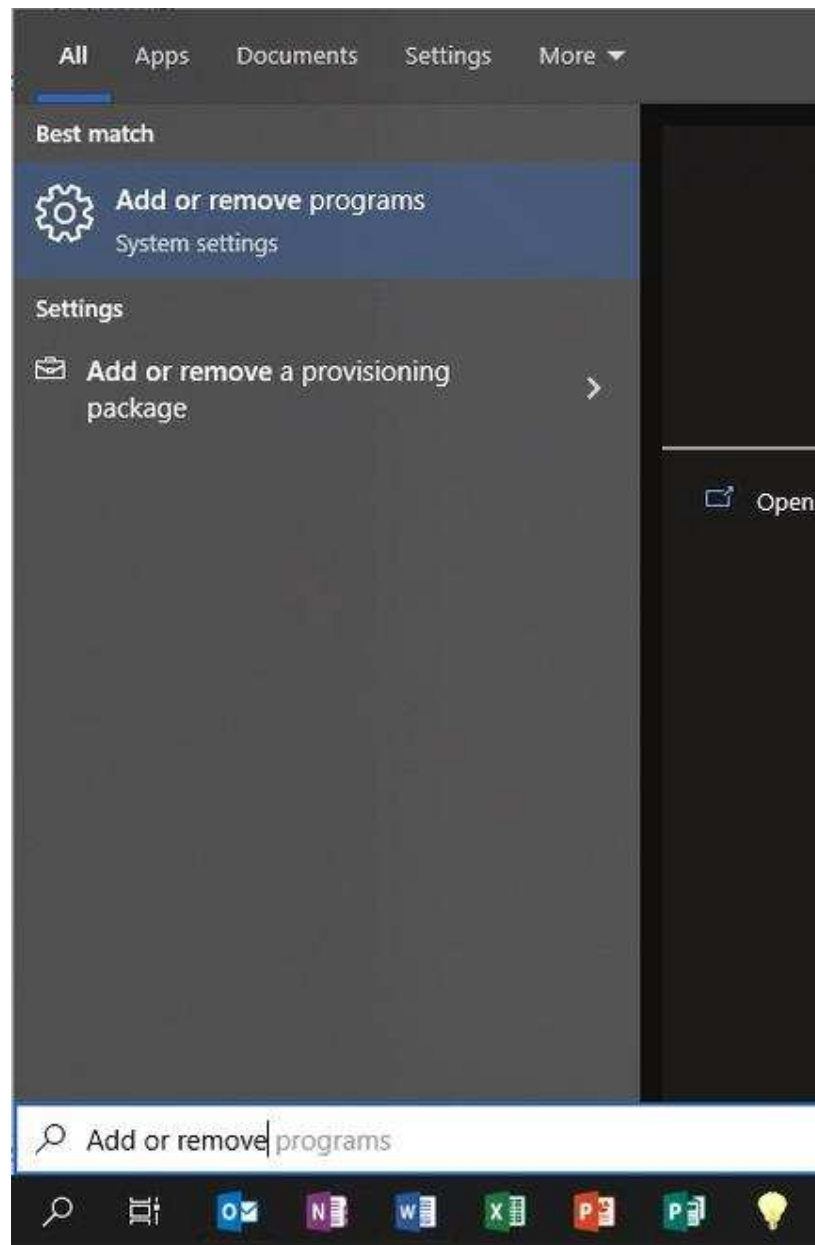 All Apps Documents Settings More
Best match
Add or remove programs
System settings
Settings
Add or remove a provisioning
package
Open
Add or remove programs
O N W X P P